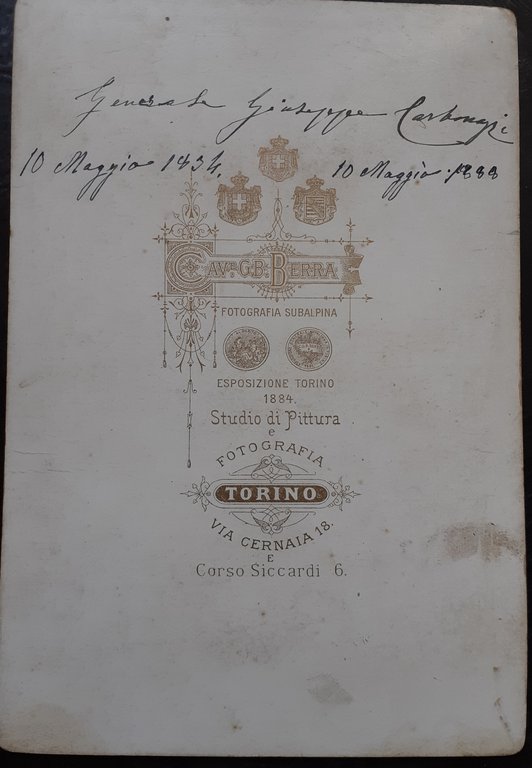 Generale Giuseppe Carbonazzi
10 Maggio 1834. 10 Maggio 1888
CAVRE G.B. BERRA
FOTOGRAFIA SUBALPINA
ESPOSIZIONE TORINO
1884.
Studio di Pittura
e
FOTOGRAFIA
TORINO
VIA CERNAIA 18.
E
Corso Siccardi 6.